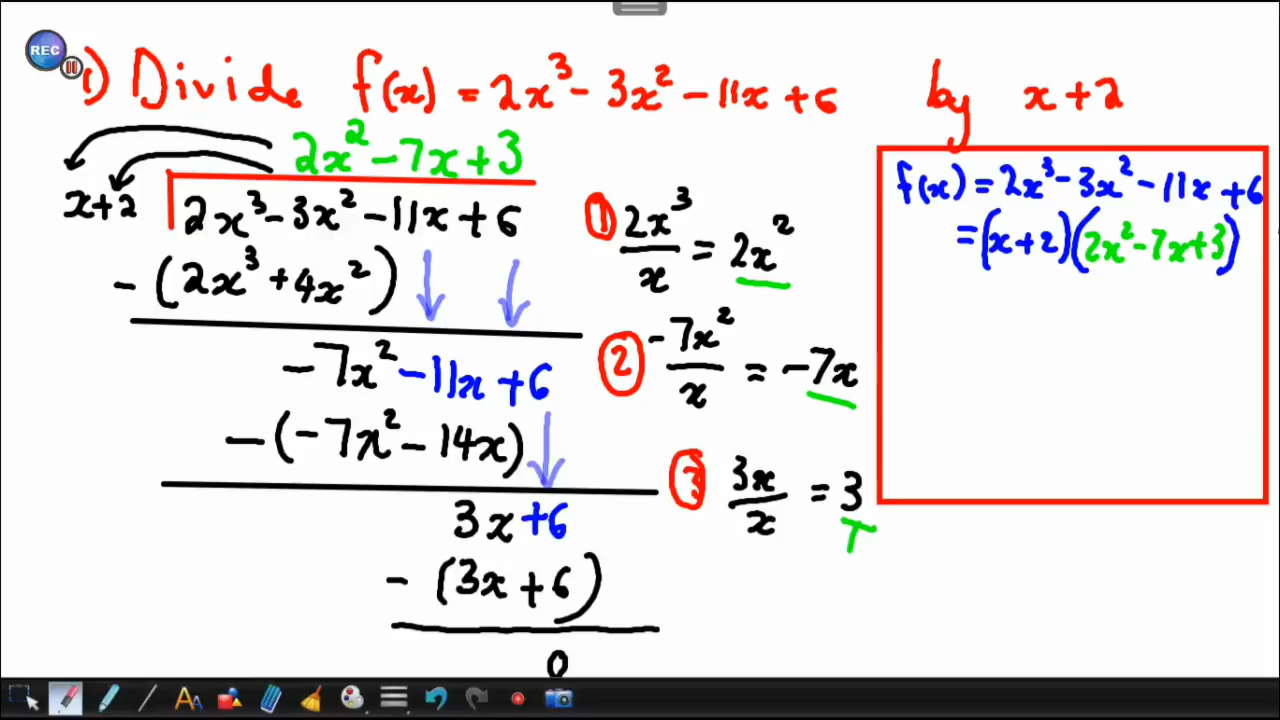 REC
1) Divide f(x) = 2x³ - 3x² - 11x + 6 by x+2
2x² - 7x + 3
x+2 2x³ - 3x² - 11x + 6
- (2x³ + 4x²)
-7x² - 11x + 6
- (-7x² - 14x)
3x + 6
- (3x + 6)
0
① 2x³/x = 2x²
② -7x²/x = -7x
③ 3x/x = 3
f(x) = 2x³ - 3x² - 11x + 6
= (x+2)(2x² - 7x + 3)
AA